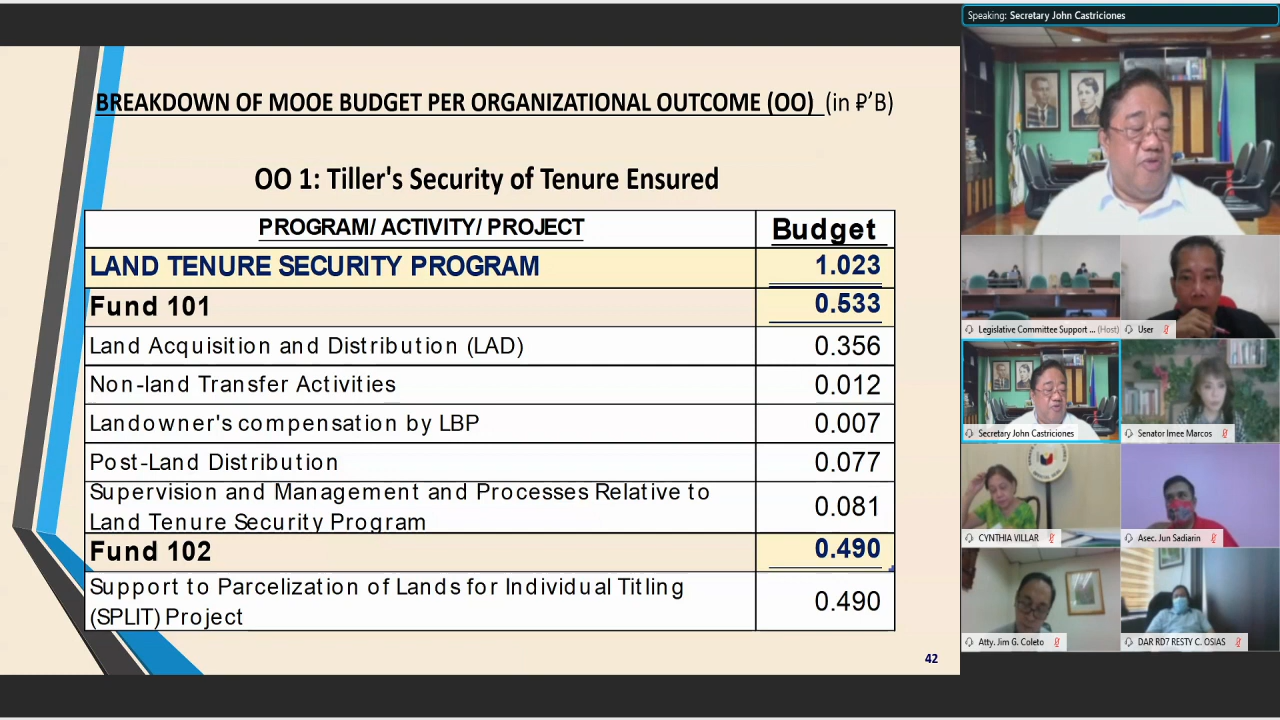 Speaking: Secretary John Castriciones
BREAKDOWN OF MOOE BUDGET PER ORGANIZATIONAL OUTCOME (OO) (in ₱'B)
OO 1: Tiller's Security of Tenure Ensured
PROGRAM/ ACTIVITY/ PROJECT Budget
LAND TENURE SECURITY PROGRAM 1.023
Fund 101 0.533
Land Acquisition and Distribution (LAD) 0.356
Non-land Transfer Activities 0.012
Landowner's compensation by LBP 0.007
Post-Land Distribution 0.077
Supervision and Management and Processes Relative to
Land Tenure Security Program 0.081
Fund 102 0.490
Support to Parcelization of Lands for Individual Titling
(SPLIT) Project 0.490
42
Legislative Committee Support ... (Host)
User
Secretary John Castriciones
Senator Imee Marcos
CYNTHIA VILLAR
Asec. Jun Sadiarin
Atty. Jim G. Coleto
DAR RD7 RESTY C. OSIAS